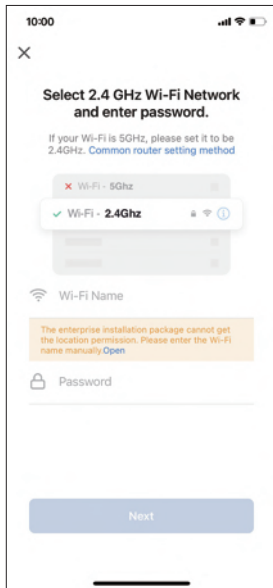 10:00
Select 2.4 GHz Wi-Fi Network
and enter password.
If your Wi-Fi is 5GHz, please set it to be
2.4GHz. Common router setting method
Wi-Fi - 5Ghz
Wi-Fi - 2.4Ghz
Wi-Fi Name
The enterprise installation package cannot get
the location permission. Please enter the Wi-Fi
name manually Open
Password
Next